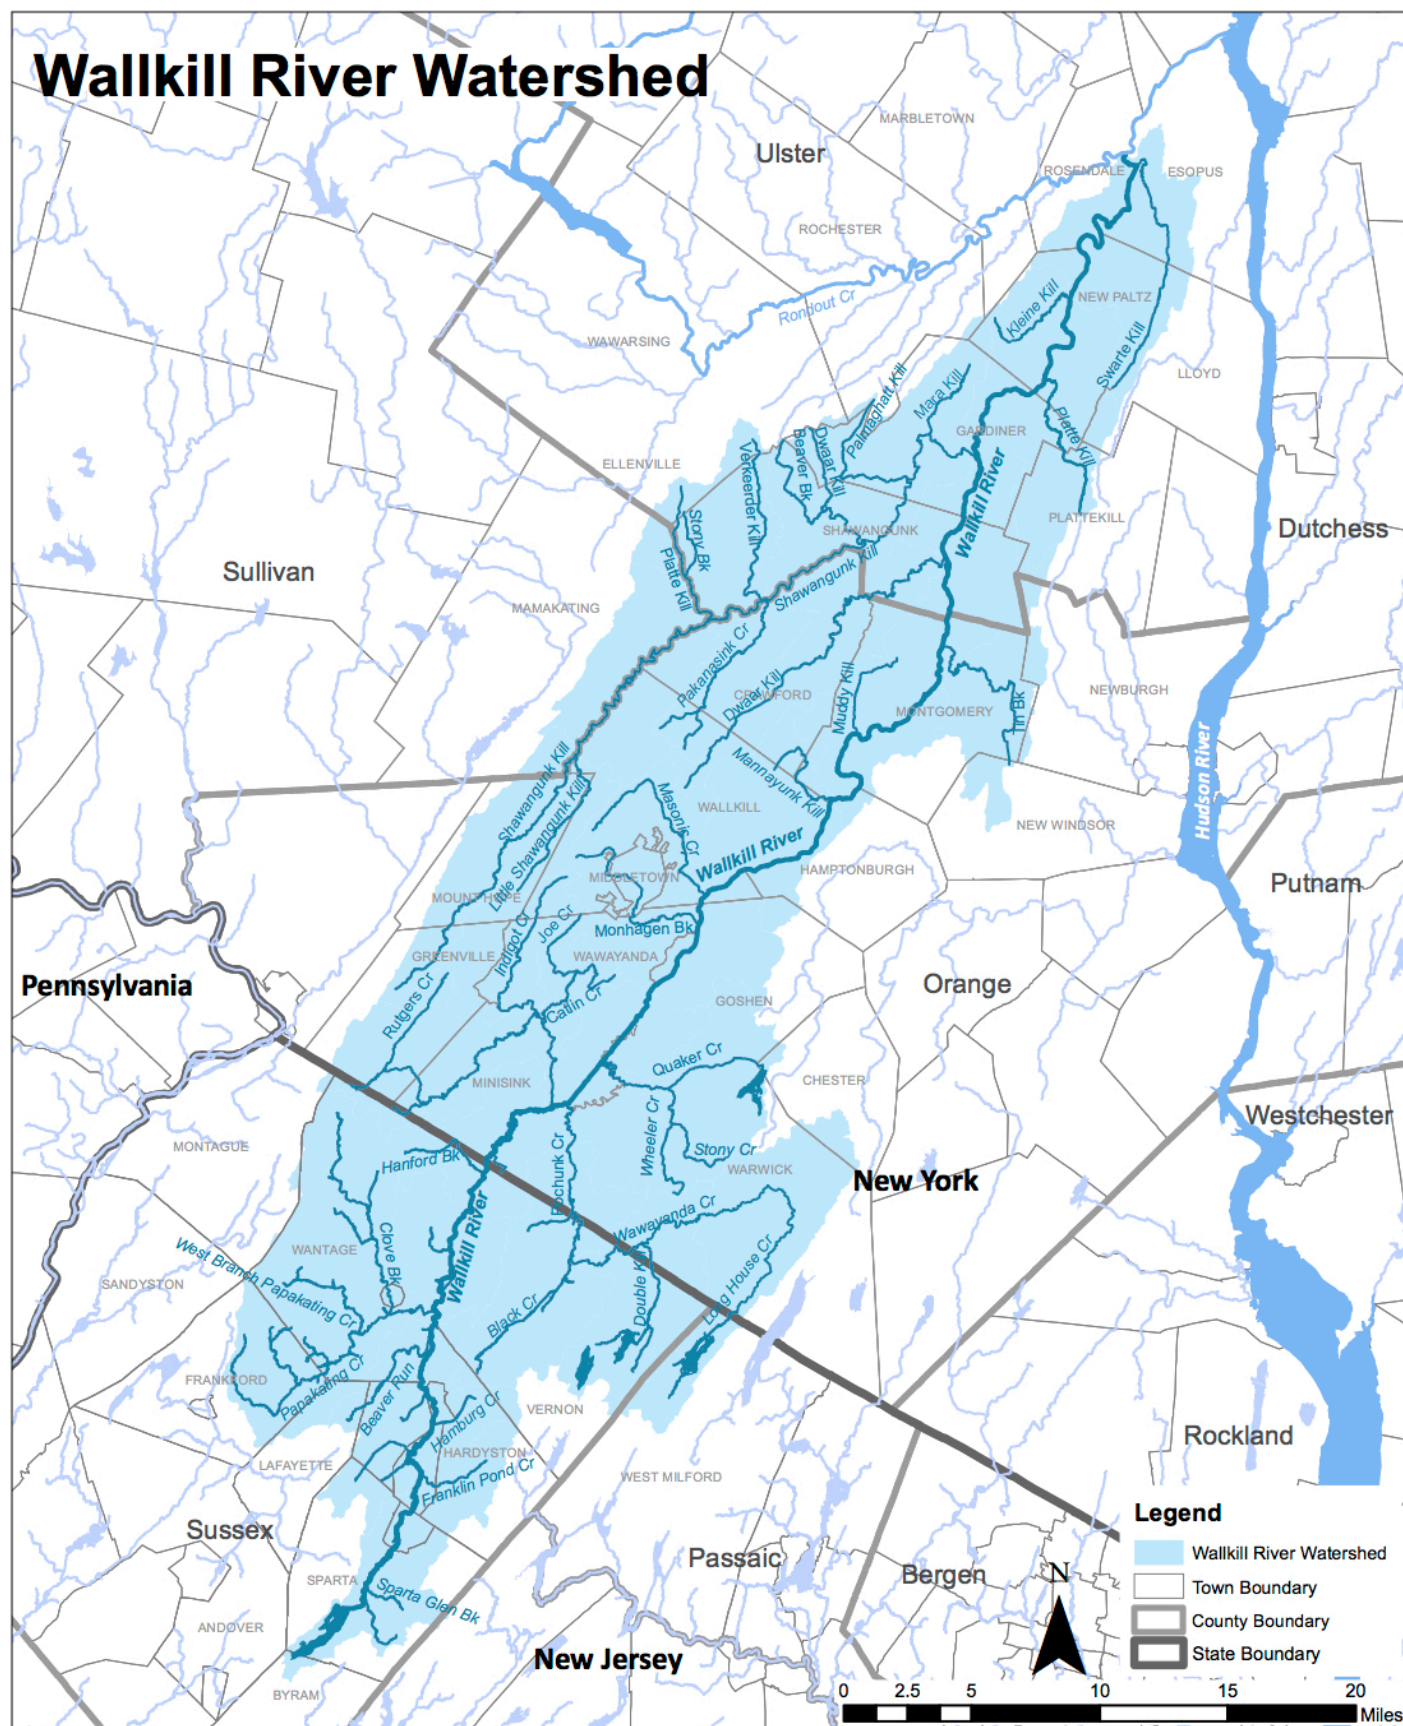 Wallkill River Watershed
MARBLETOWN
Ulster
ROSENDALE
ESOPUS
ROCHESTER
NEW PALTZ
Rondout Cr
Kleine Kill
WAWARSING
Swarte Kill
LLOYD
Palmaghatt Kill
Mara Kill
GARDINER
Platte Kill
Beaver Bk
Dwaar Kill
Verkeerder Kill
ELLENVILLE
Wallkill River
Stony Bk
PLATTEKILL
SHAWANGUNK
Dutchess
Platte Kill
Shawangunk Kill
Sullivan
MAMAKATING
Pakanasink Cr
CRAWFORD
Dwaar Kill
Muddy Kill
MONTGOMERY
Tin Bk
NEWBURGH
Hudson River
Shawangunk Kill
Little Shawangunk Kill
Mannayunk Kill
Masonic Cr
WALLKILL
NEW WINDSOR
Wallkill River
HAMPTONBURGH
MIDDLETOWN
Putnam
MOUNT HOPE
Indigot Cr
Joe Cr
Monhagen Bk
GREENVILLE
WAWAYANDA
Pennsylvania
Orange
Rutgers Cr
Catlin Cr
GOSHEN
Quaker Cr
MINISINK
CHESTER
Westchester
MONTAGUE
Hanford Bk
Pochunk Cr
Wheeler Cr
Stony Cr
WARWICK
New York
Wallkill River
Wawayanda Cr
WANTAGE
Clove Bk
West Branch Papakating Cr
SANDYSTON
Double Kill
Long House Cr
Black Cr
FRANKFORD
Papakating Cr
Beaver Run
Hamburg Cr
VERNON
Rockland
LAFAYETTE
HARDYSTON
Franklin Pond Cr
WEST MILFORD
Sussex
Passaic
Bergen
SPARTA
Sparta Glen Bk
ANDOVER
New Jersey
BYRAM
N
Legend
Wallkill River Watershed
Town Boundary
County Boundary
State Boundary
0 2.5 5 10 15 20
Miles